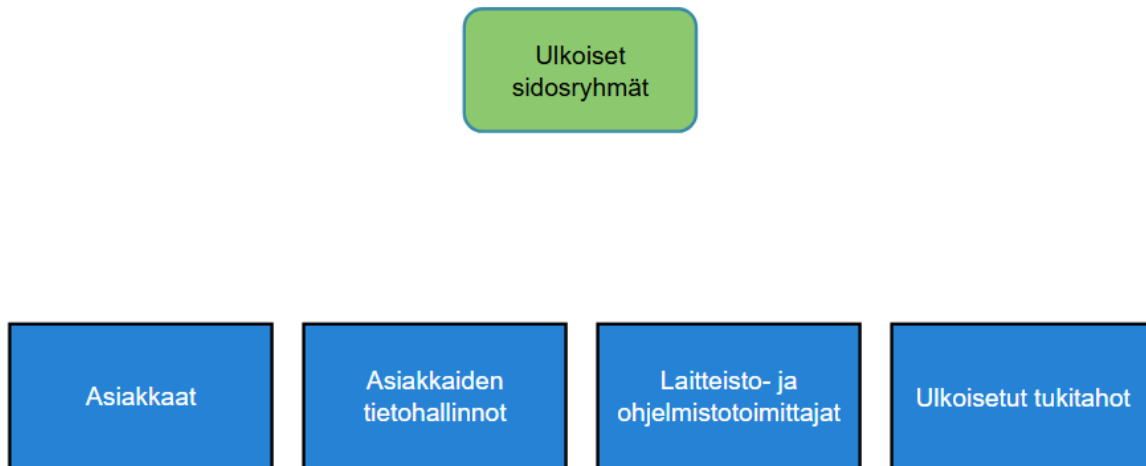 Ulkoiset
sidosryhmät
Asiakkaat
Asiakkaiden
tietohallinnot
Laitteisto- ja
ohjelmistotoimittajat
Ulkoisetut tukitahot